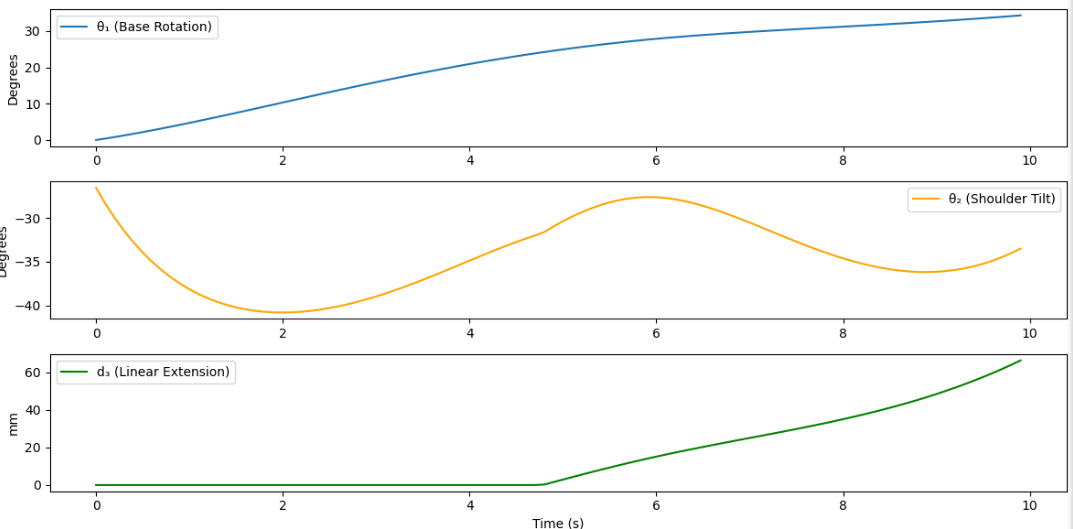 θ₁ (Base Rotation)
Degrees
30
20
10
0
0 2 4 6 8 10
θ₂ (Shoulder Tilt)
Degrees
−30
−35
−40
0 2 4 6 8 10
d₃ (Linear Extension)
mm
60
40
20
0
0 2 4 6 8 10
Time (s)